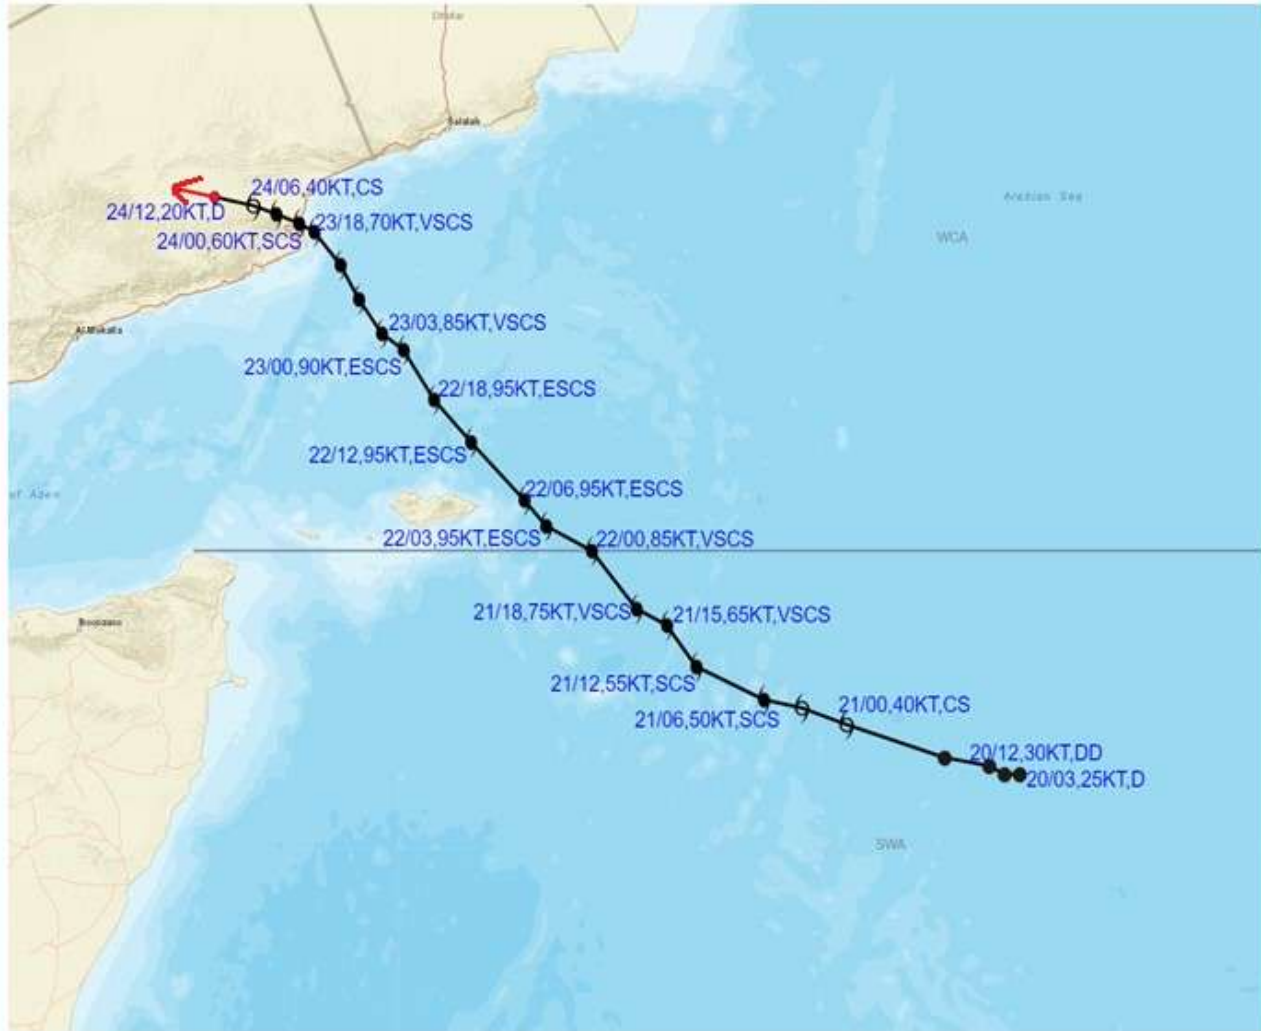 Dhofar
Salalah
24/06,40KT,CS
Arabian Sea
24/12,20KT,D
23/18,70KT,VSCS
24/00,60KT,SCS
WCA
23/03,85KT,VSCS
Al Mukalla
23/00,90KT,ESCS
22/18,95KT,ESCS
22/12,95KT,ESCS
22/06,95KT,ESCS
of Aden
22/03,95KT,ESCS
22/00,85KT,VSCS
21/18,75KT,VSCS
21/15,65KT,VSCS
Boosaaso
21/12,55KT,SCS
21/00,40KT,CS
21/06,50KT,SCS
20/12,30KT,DD
20/03,25KT,D
SWA